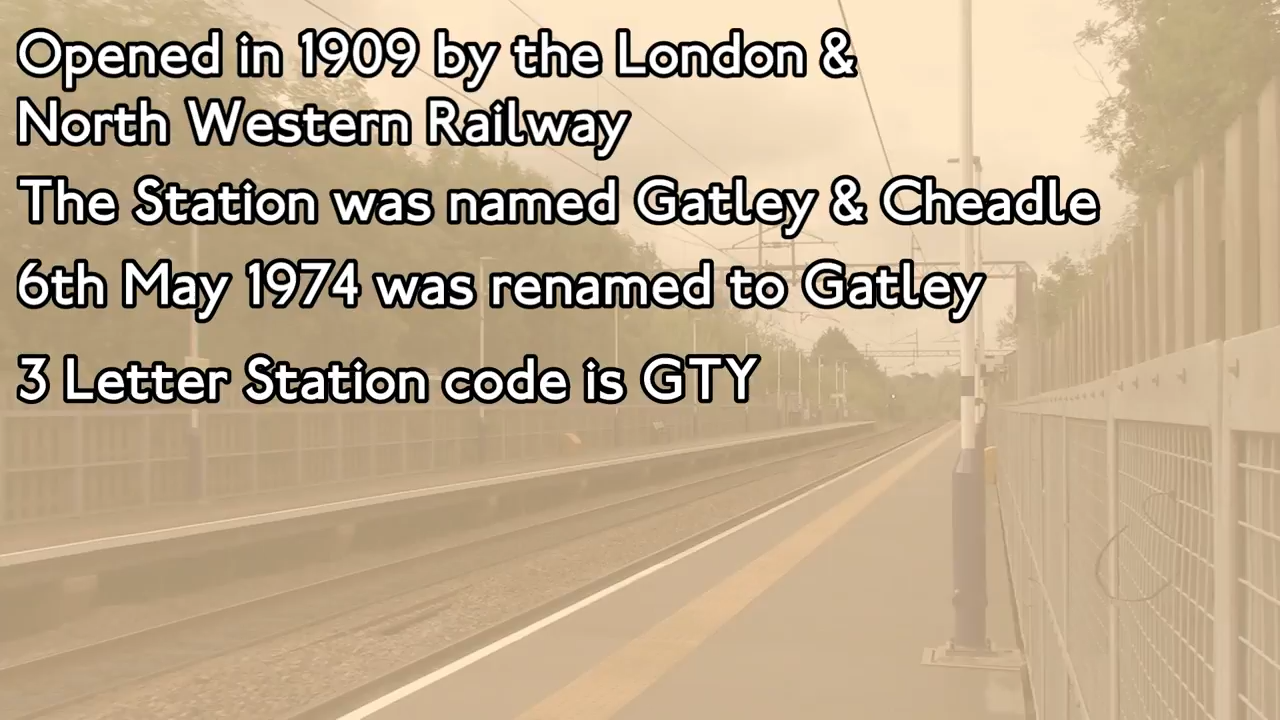 Opened in 1909 by the London &
North Western Railway
The Station was named Gatley & Cheadle
6th May 1974 was renamed to Gatley
3 Letter Station code is GTY